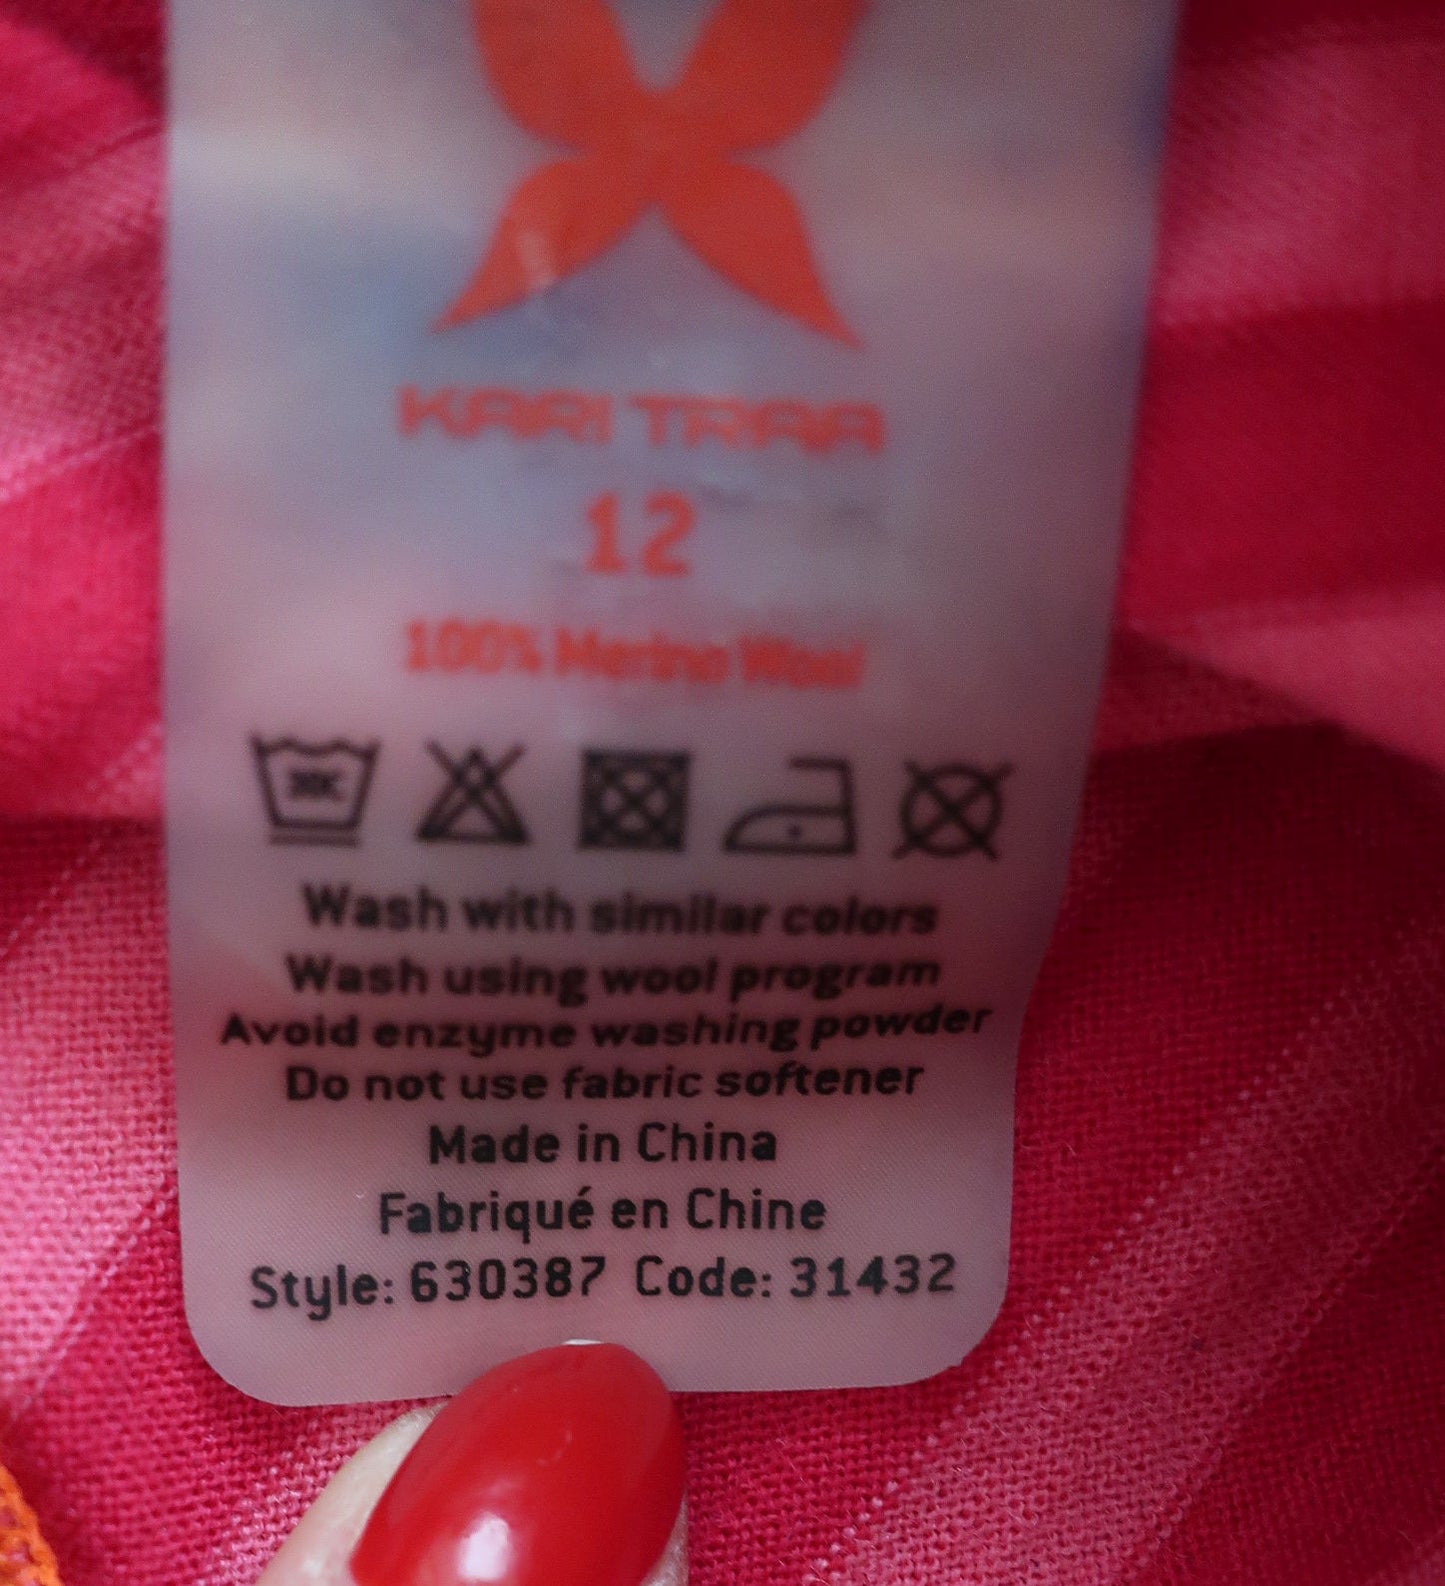 KARI TRAA
12
100% Merino Wool
Wash with similar colors
Wash using wool program
Avoid enzyme washing powder
Do not use fabric softener
Made in China
Fabriqué en Chine
Style: 630387 Code: 31432